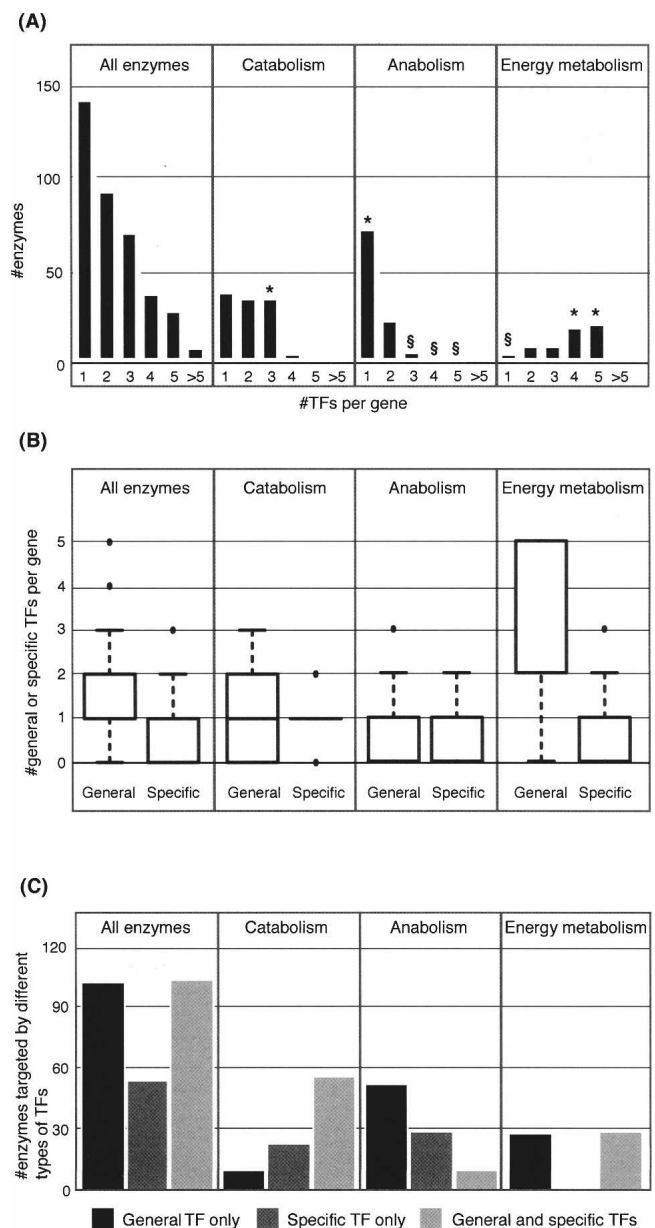 (A)
All enzymes Catabolism Anabolism Energy metabolism
150
100
50
0
#enzymes
* * § § § § * *
1 2 3 4 5 >5 1 2 3 4 5 >5 1 2 3 4 5 >5 1 2 3 4 5 >5
#TFs per gene
(B)
All enzymes Catabolism Anabolism Energy metabolism
5
4
3
2
1
0
#general or specific TFs per gene
General Specific General Specific General Specific General Specific
(C)
All enzymes Catabolism Anabolism Energy metabolism
120
90
60
30
0
#enzymes targeted by different
types of TFs
General TF only Specific TF only General and specific TFs